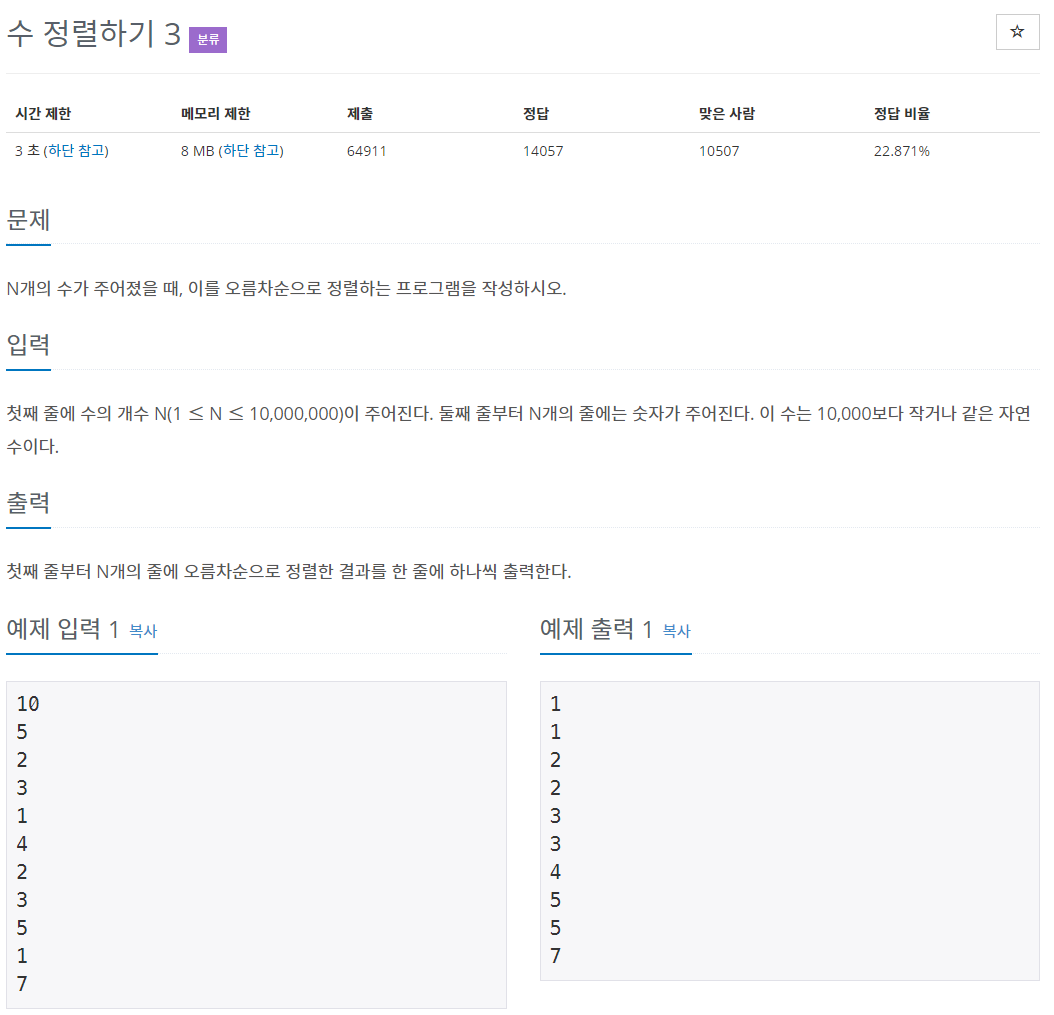 수 정렬하기 3 분류
☆
시간 제한 메모리 제한 제출 정답 맞은 사람 정답 비율
3 초 (하단 참고) 8 MB (하단 참고) 64911 14057 10507 22.871%
문제
N개의 수가 주어졌을 때, 이를 오름차순으로 정렬하는 프로그램을 작성하시오.
입력
첫째 줄에 수의 개수 N(1 ≤ N ≤ 10,000,000)이 주어진다. 둘째 줄부터 N개의 줄에는 숫자가 주어진다. 이 수는 10,000보다 작거나 같은 자연
수이다.
출력
첫째 줄부터 N개의 줄에 오름차순으로 정렬한 결과를 한 줄에 하나씩 출력한다.
예제 입력 1 복사
10
5
2
3
1
4
2
3
5
1
7
예제 출력 1 복사
1
1
2
2
3
3
4
5
5
7